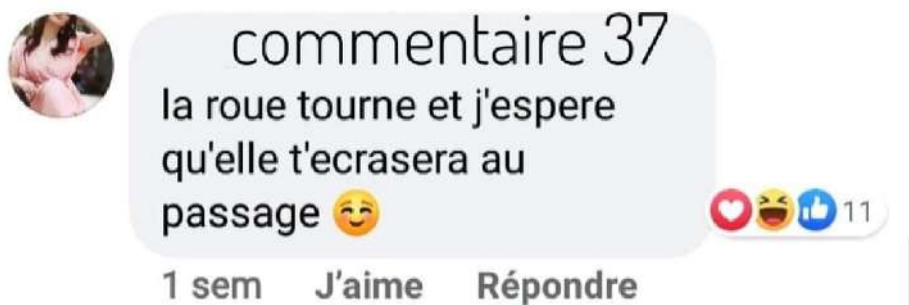 commentaire 37
la roue tourne et j'espere
qu'elle t'ecrasera au
passage ☺️
11
1 sem J'aime Répondre